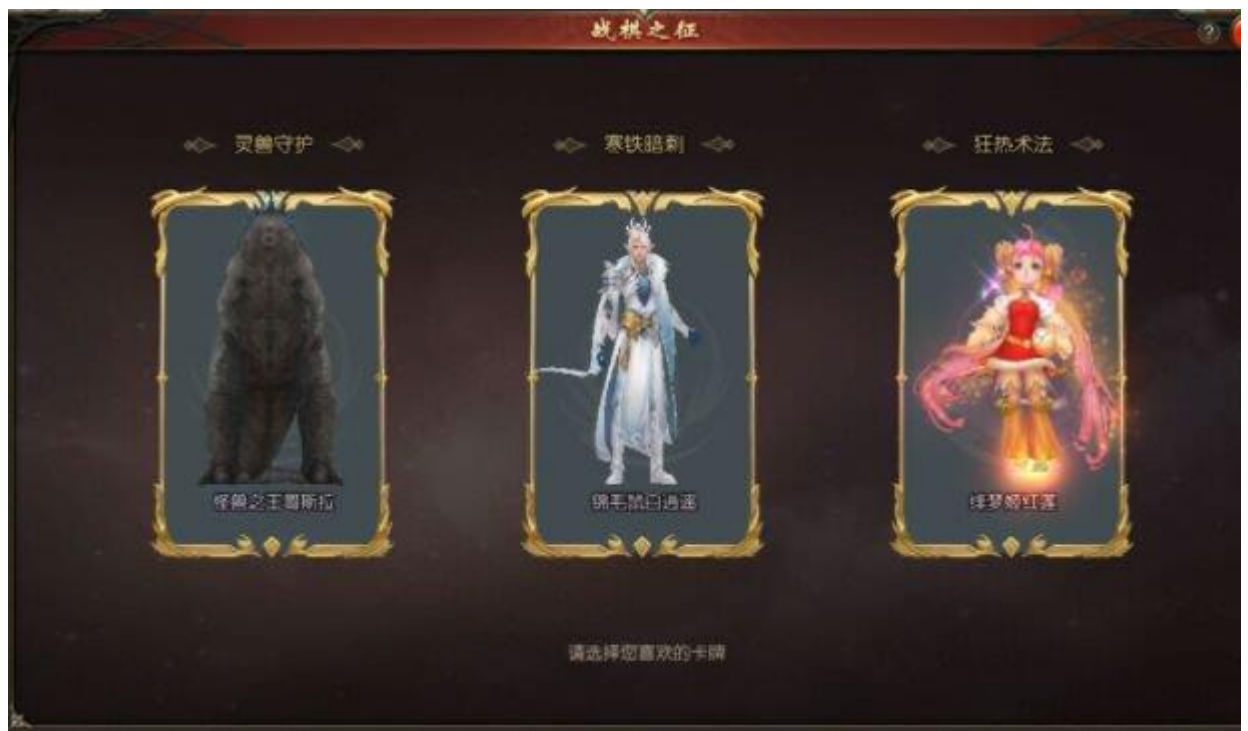 战棋之征
?
灵兽守护
寒铁暗刺
狂热术法
怪兽之王哥斯拉
锦毛鼠白逍遥
绯梦姬红莲
请选择您喜欢的卡牌